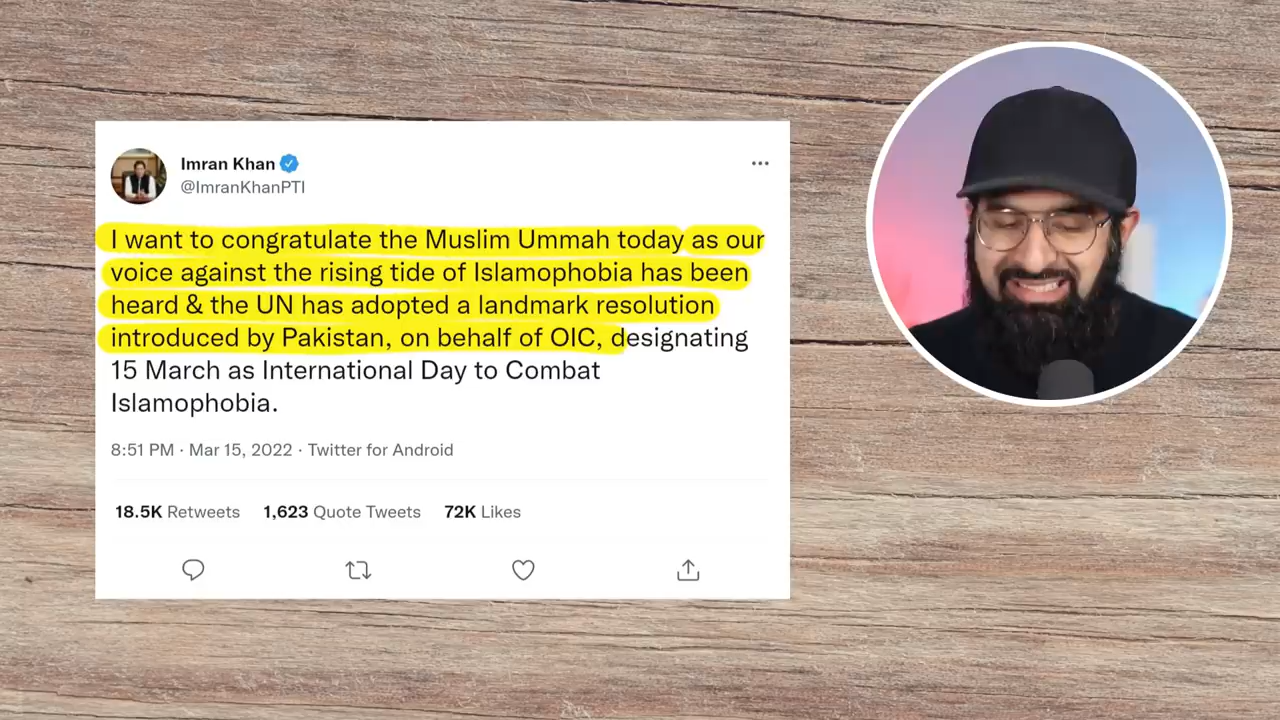 Imran Khan
@ImranKhanPTI
I want to congratulate the Muslim Ummah today as our
voice against the rising tide of Islamophobia has been
heard & the UN has adopted a landmark resolution
introduced by Pakistan, on behalf of OIC, designating
15 March as International Day to Combat
Islamophobia.
8:51 PM · Mar 15, 2022 · Twitter for Android
18.5K Retweets 1,623 Quote Tweets 72K Likes